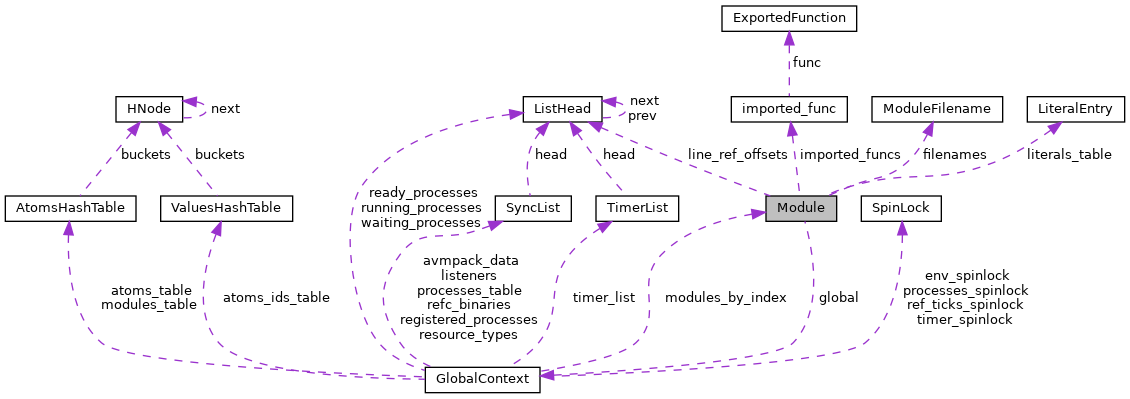 ExportedFunction
func
HNode
next
ListHead
next
prev
imported_func
ModuleFilename
LiteralEntry
buckets
buckets
head
head
line_ref_offsets
imported_funcs
filenames
literals_table
AtomsHashTable
ValuesHashTable
ready_processes
running_processes
waiting_processes
SyncList
TimerList
Module
SpinLock
atoms_table
modules_table
atoms_ids_table
avmpack_data
listeners
processes_table
refc_binaries
registered_processes
resource_types
timer_list
modules_by_index
global
env_spinlock
processes_spinlock
ref_ticks_spinlock
timer_spinlock
GlobalContext